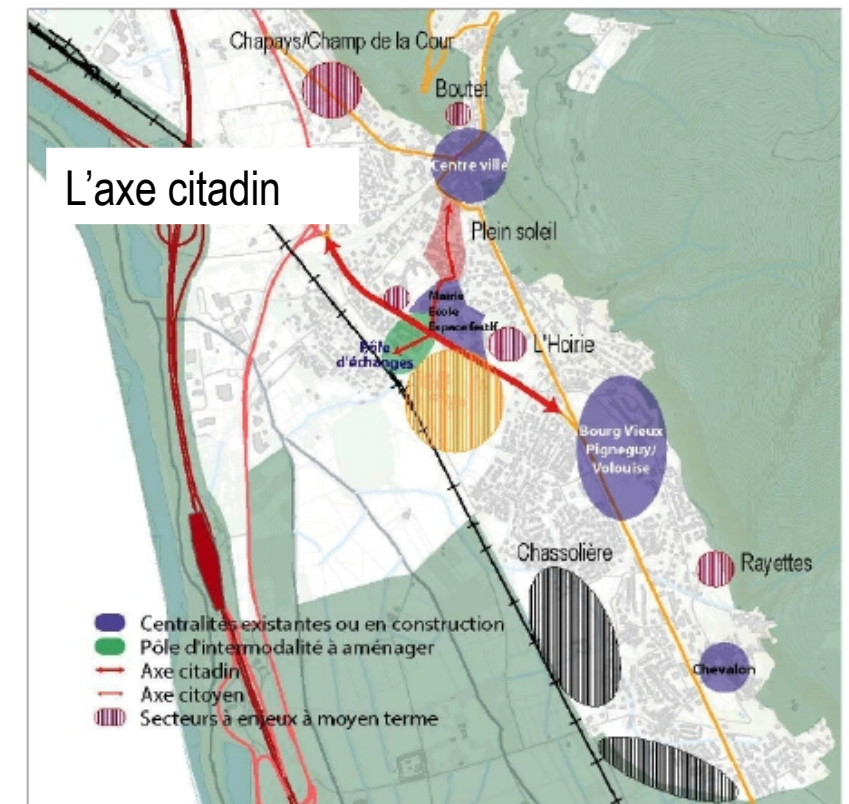 Chapays/Champ de la Cour
Boutet
Centre ville
L'axe citadin
Plein soleil
Mairie
Ecole
Espace festif
L'Hoirie
Pôle
d'échanges
Bourg Vieux
Pigneguy/
Volouise
Chassolière
Rayettes
Chevalon
Centralités existantes ou en construction
Pôle d'intermodalité à aménager
Axe citadin
Axe citoyen
Secteurs à enjeux à moyen terme